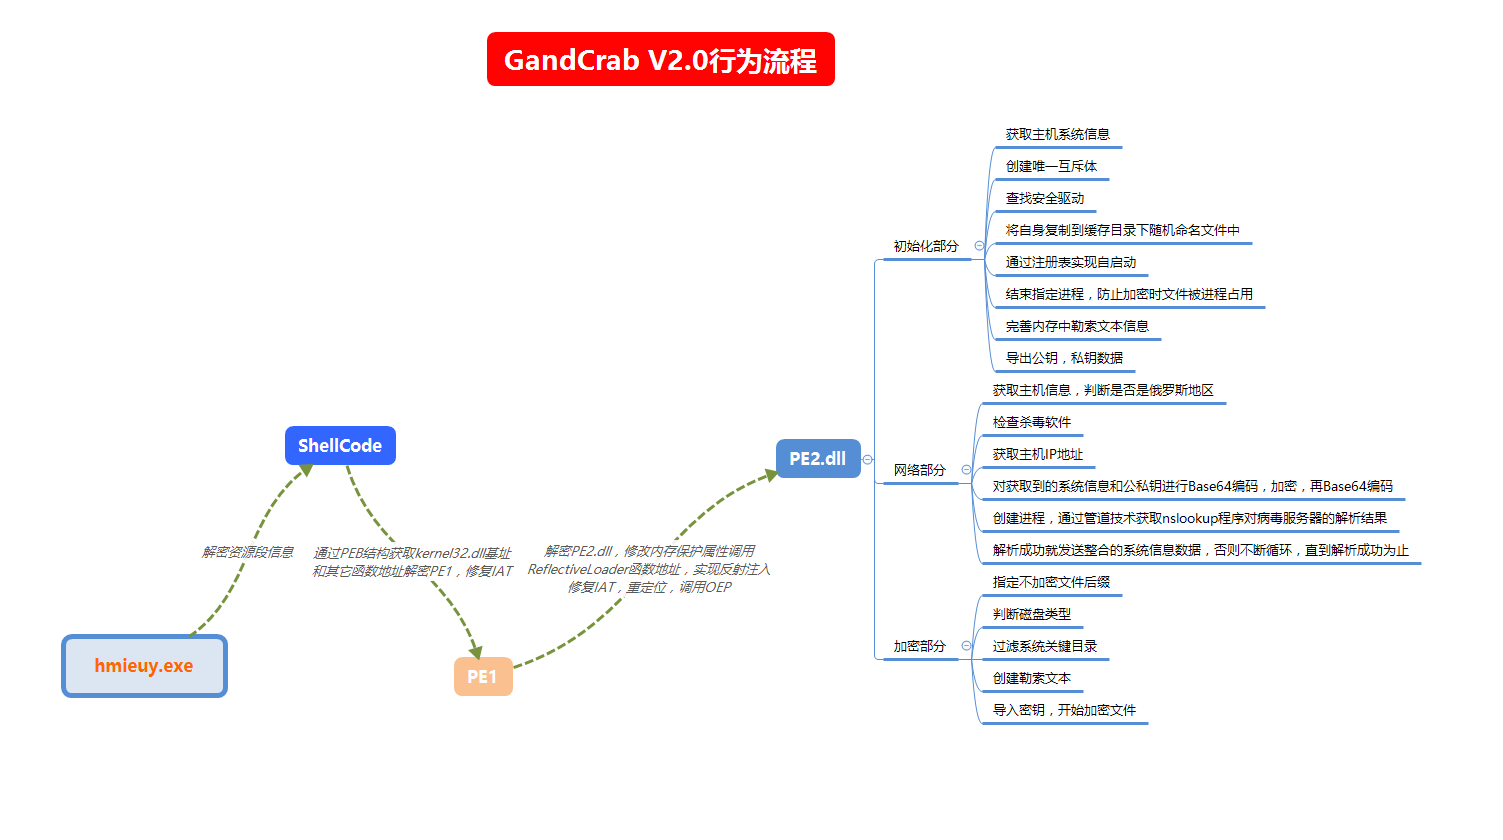 GandCrab V2.0行为流程
hmieuy.exe
解密资源段信息
ShellCode
通过PEB结构获取kernel32.dll基址
和其它函数地址解密PE1，修复IAT
PE1
解密PE2.dll，修改内存保护属性调用
ReflectiveLoader函数地址，实现反射注入
修复IAT，重定位，调用OEP
PE2.dll
初始化部分
获取主机系统信息
创建唯一互斥体
查找安全驱动
将自身复制到缓存目录下随机命名文件中
通过注册表实现自启动
结束指定进程，防止加密时文件被进程占用
完善内存中勒索文本信息
导出公钥，私钥数据
网络部分
获取主机信息，判断是否是俄罗斯地区
检查杀毒软件
获取主机IP地址
对获取到的系统信息和公私钥进行Base64编码，加密，再Base64编码
创建进程，通过管道技术获取nslookup程序对病毒服务器的解析结果
解析成功就发送整合的系统信息数据，否则不断循环，直到解析成功为止
加密部分
指定不加密文件后缀
判断磁盘类型
过滤系统关键目录
创建勒索文本
导入密钥，开始加密文件